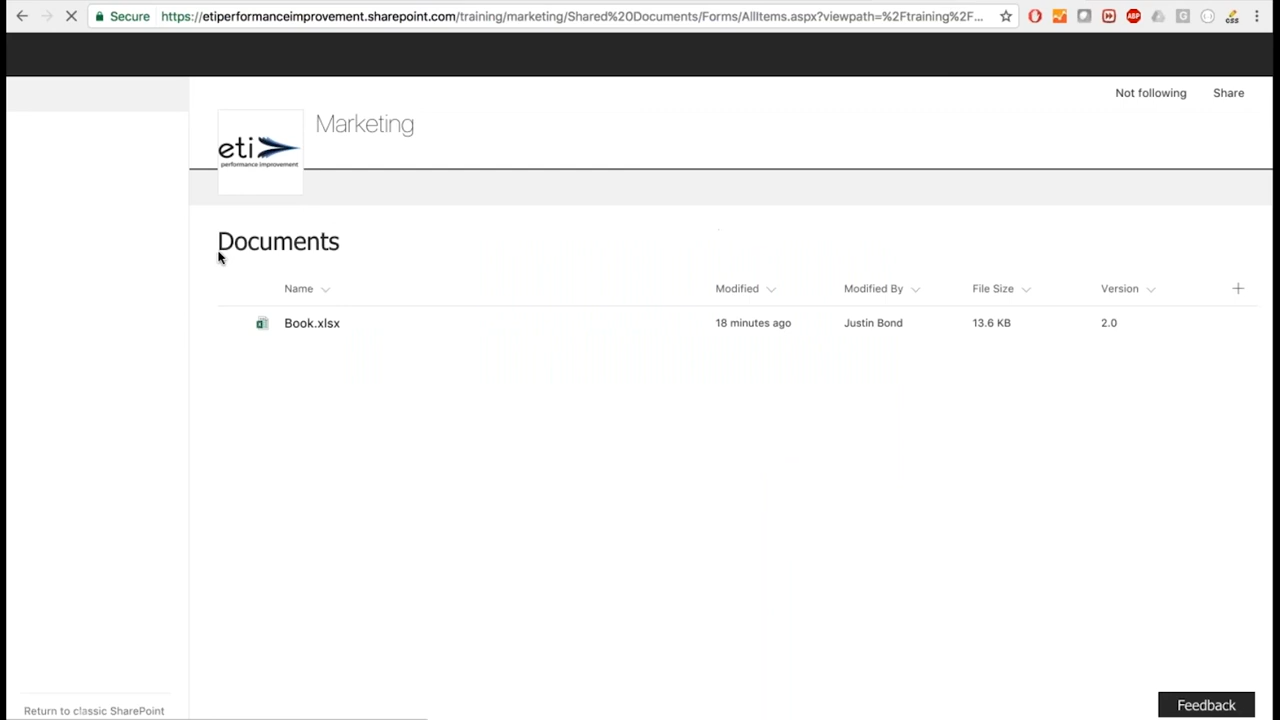 Secure https://etiperformanceimprovement.sharepoint.com/training/marketing/Shared%20Documents/Forms/AllItems.aspx?viewpath=%2Ftraining%2F... ABP G css
Not following Share
Marketing
eti
performance improvement
Documents
Name Modified Modified By File Size Version
Book.xlsx 18 minutes ago Justin Bond 13.6 KB 2.0
Return to classic SharePoint
Feedback